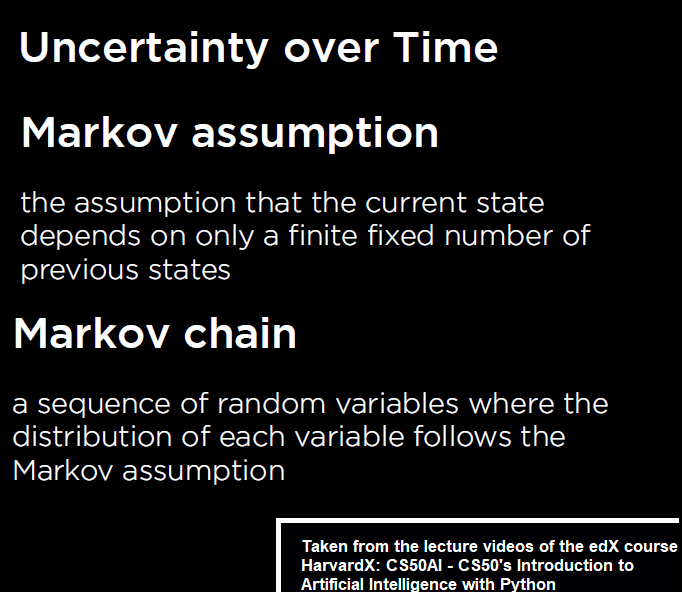 Uncertainty over Time
Markov assumption
the assumption that the current state
depends on only a finite fixed number of
previous states
Markov chain
a sequence of random variables where the
distribution of each variable follows the
Markov assumption
Taken from the lecture videos of the edX course
HarvardX: CS50AI - CS50's Introduction to
Artificial Intelligence with Python